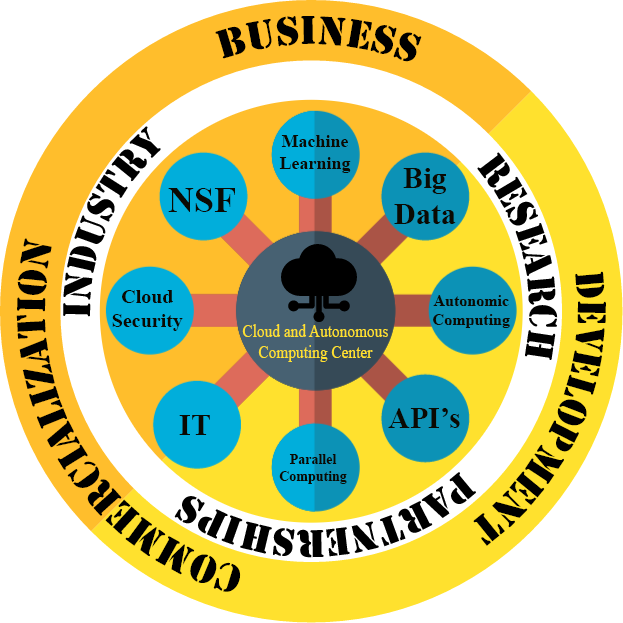 BUSINESS
INDUSTRY
RESEARCH
Machine
Learning
NSF
Big
Data
Cloud
Security
Cloud and Autonomous
Computing Center
Autonomic
Computing
IT
API's
Parallel
Computing
PARTNERSHIPS
COMMERCIALIZATION
DEVELOPMENT